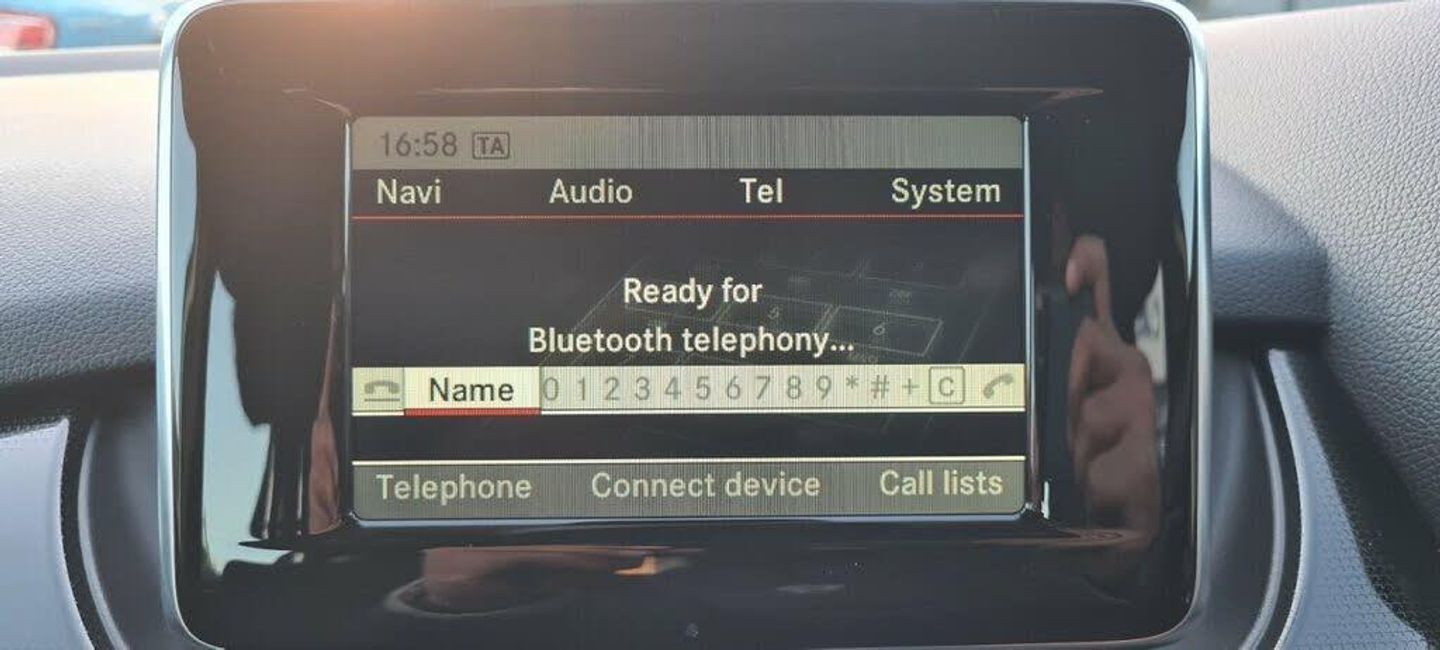 16:58 TA
Navi Audio Tel System
Ready for
Bluetooth telephony...
Name 0 1 2 3 4 5 6 7 8 9 * # + C
Telephone Connect device Call lists